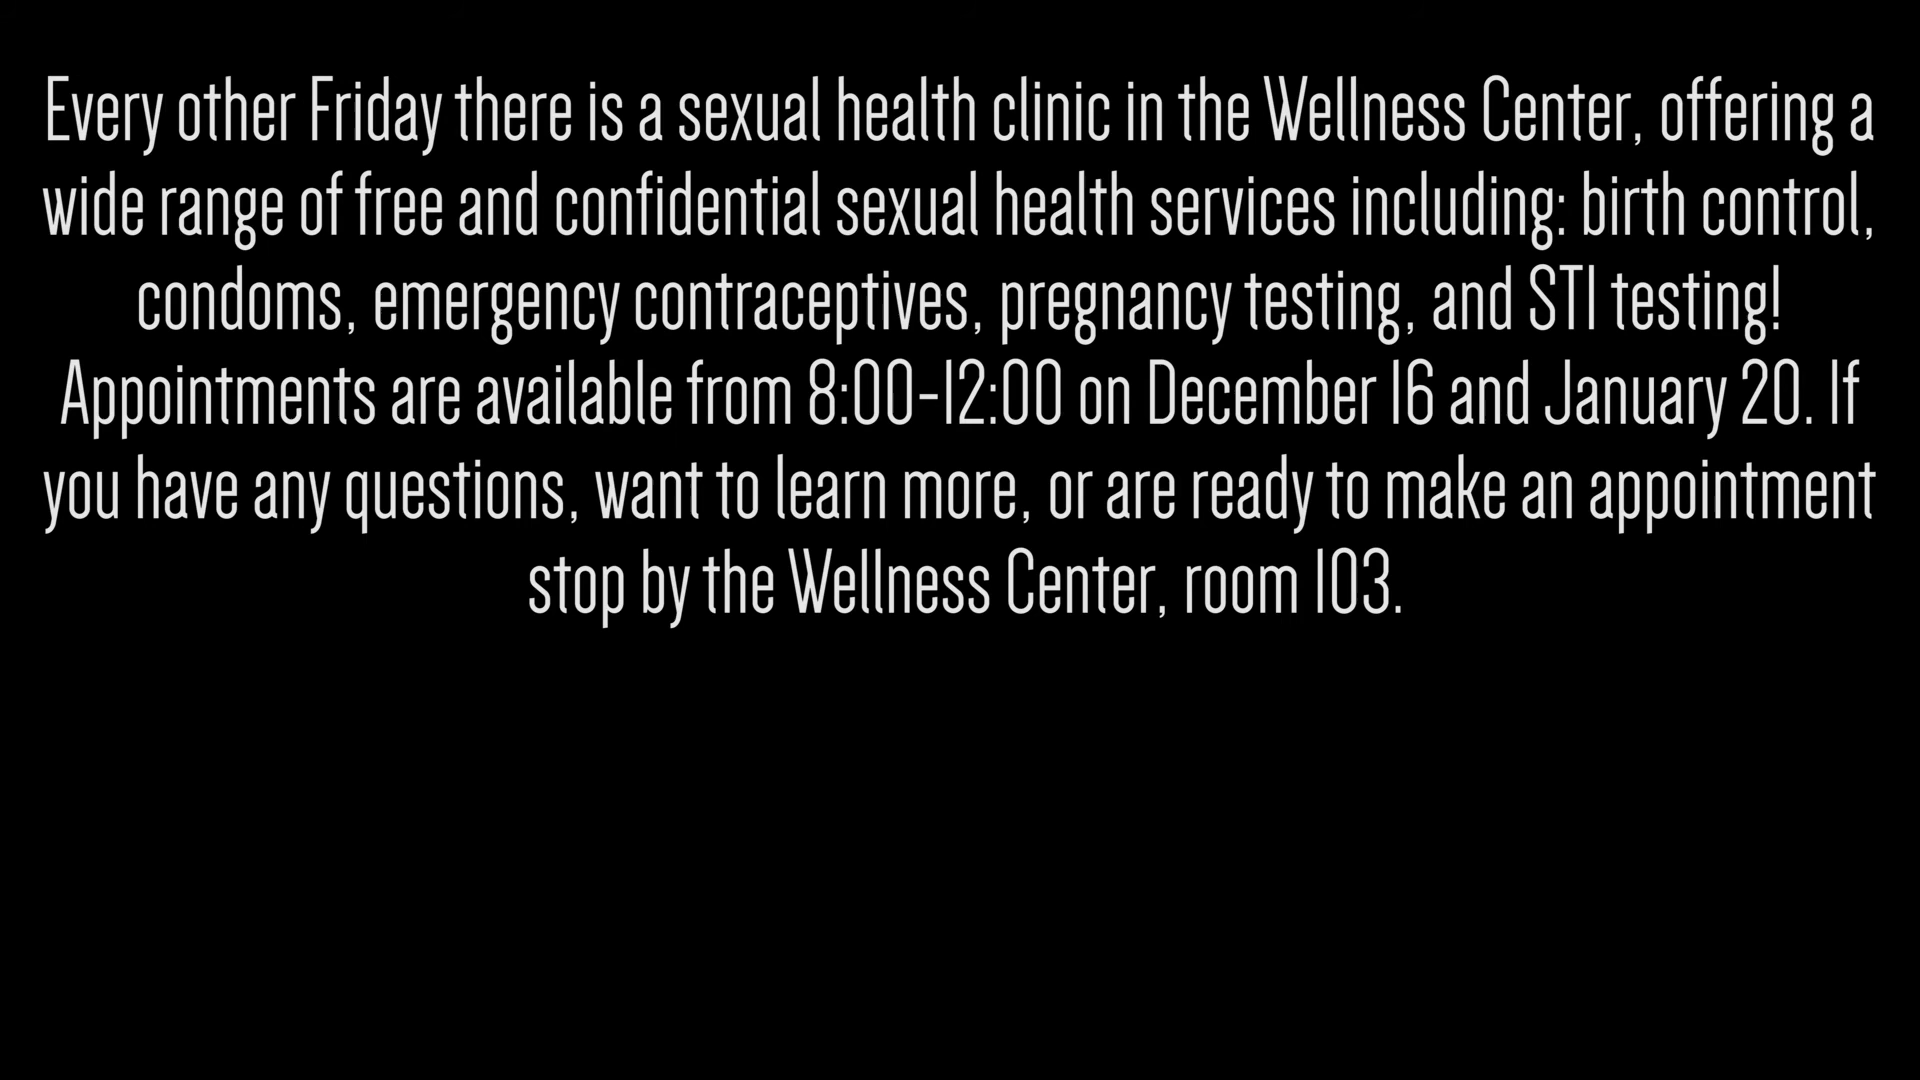 Every other Friday there is a sexual health clinic in the Wellness Center, offering a
wide range of free and confidential sexual health services including: birth control,
condoms, emergency contraceptives, pregnancy testing, and STI testing!
Appointments are available from 8:00-12:00 on December 16 and January 20. If
you have any questions, want to learn more, or are ready to make an appointment
stop by the Wellness Center, room 103.